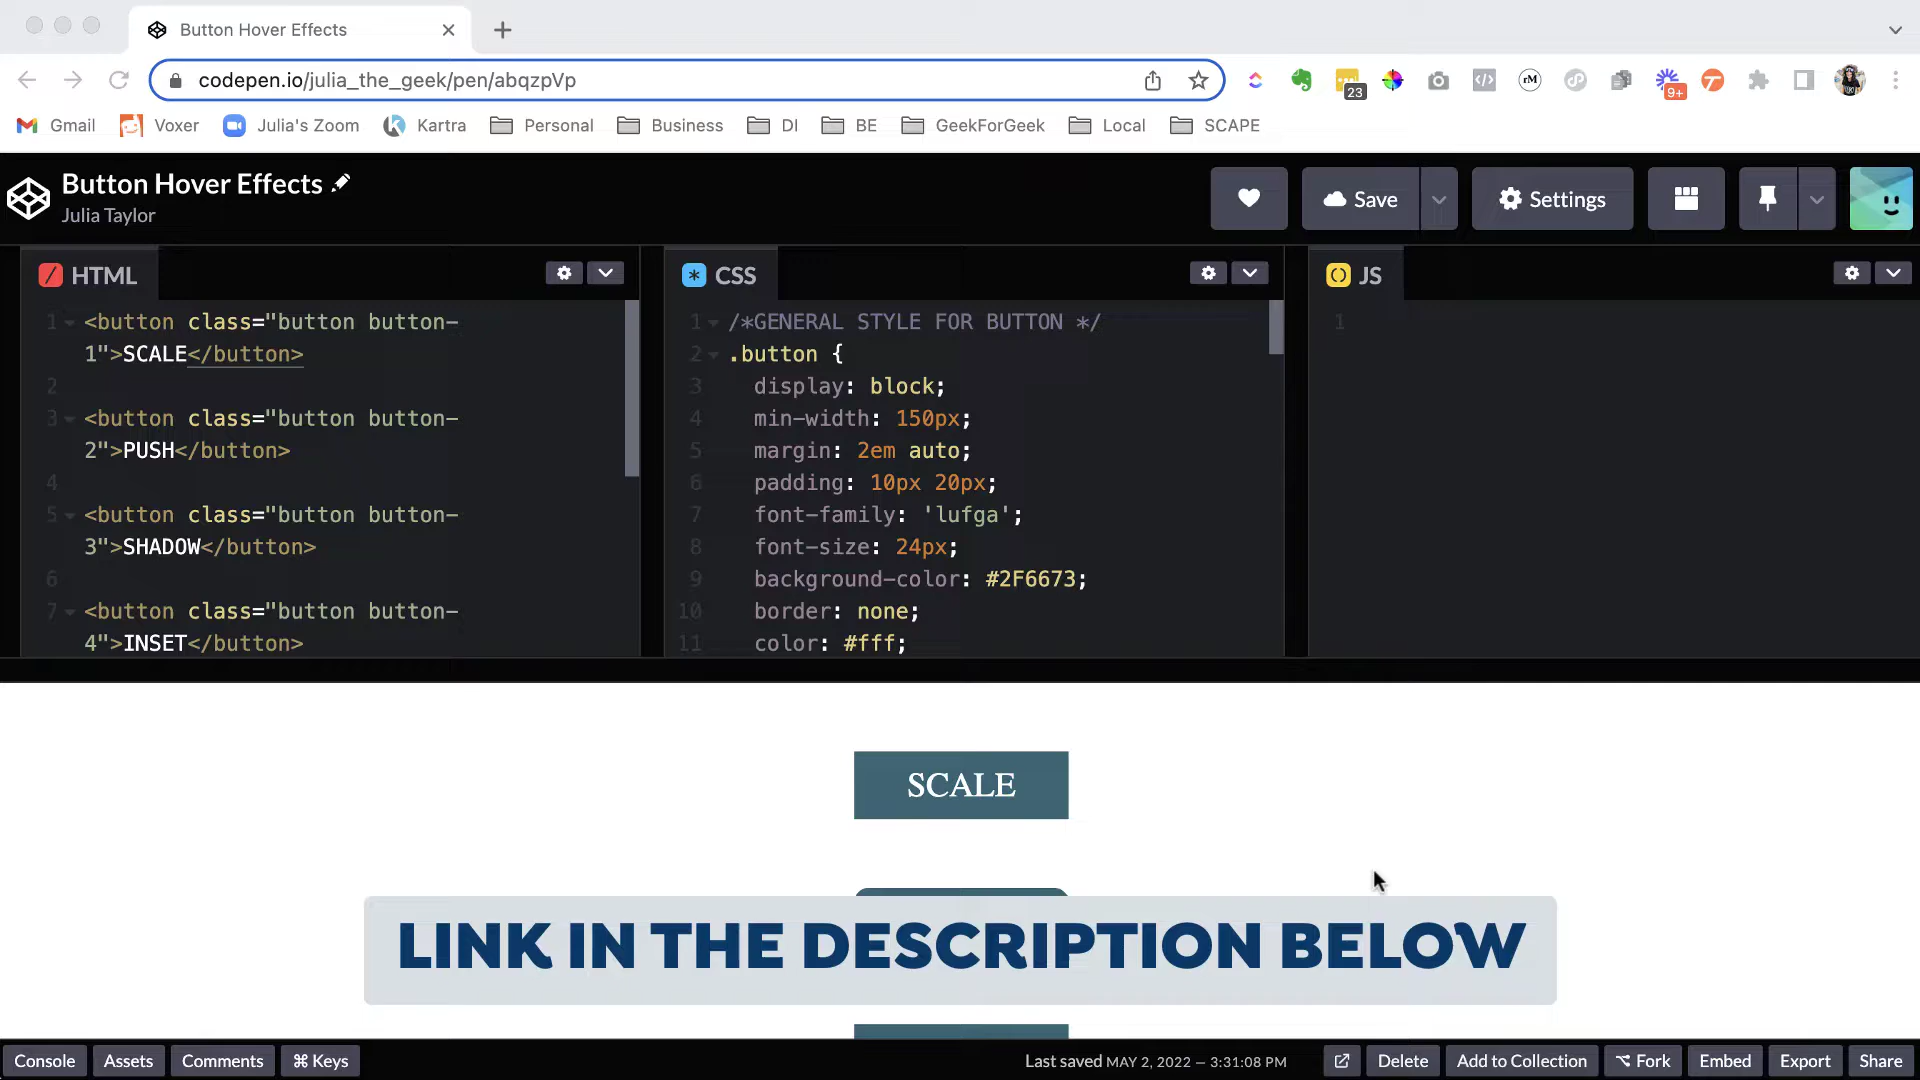 Button Hover Effects
codepen.io/julia_the_geek/pen/abqzpVp
23
rM
9+
Gmail
Voxer
Julia's Zoom
Kartra
Personal
Business
DI
BE
GeekForGeek
Local
SCAPE
Button Hover Effects
Julia Taylor
Save
Settings
HTML
1 <button class="button button-
1">SCALE</button>
2
3 <button class="button button-
2">PUSH</button>
4
5 <button class="button button-
3">SHADOW</button>
6
7 <button class="button button-
4">INSET</button>
CSS
1 /*GENERAL STYLE FOR BUTTON */
2 .button {
3 display: block;
4 min-width: 150px;
5 margin: 2em auto;
6 padding: 10px 20px;
7 font-family: 'lufga';
8 font-size: 24px;
9 background-color: #2F6673;
10 border: none;
11 color: #fff;
JS
1
SCALE
LINK IN THE DESCRIPTION BELOW
Console
Assets
Comments
⌘ Keys
Last saved MAY 2, 2022 — 3:31:08 PM
Delete
Add to Collection
Fork
Embed
Export
Share